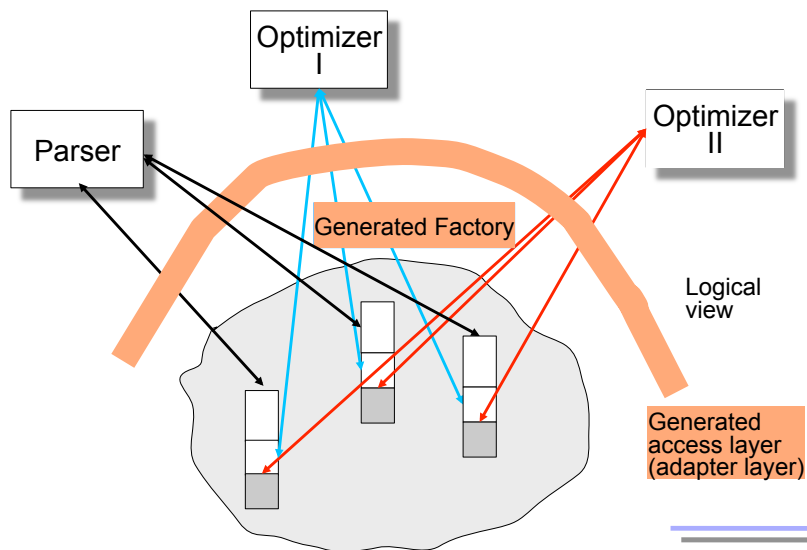 Optimizer
I
Parser
Optimizer
II
Generated Factory
Logical
view
Generated
access layer
(adapter layer)